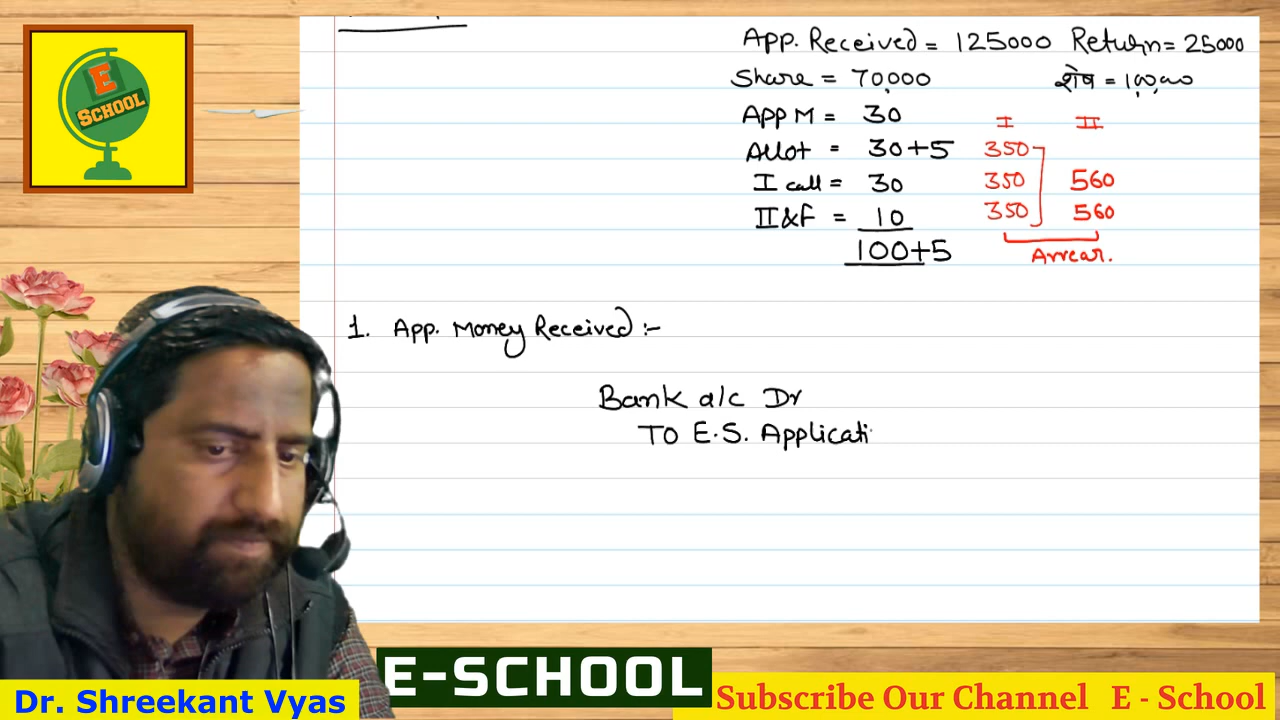 E
SCHOOL
App. Received = 125000 Return = 25000
Share = 70,000 शेष = 1,00,000
App M = 30 I II
Allot = 30+5 350
I call = 30 350 560
II&F = 10 350 560
100+5 Arrear.
1. App. Money Received :-
Bank a/c Dr
To E.S. Applicati
E-SCHOOL
Dr. Shreekant Vyas
Subscribe Our Channel E - School